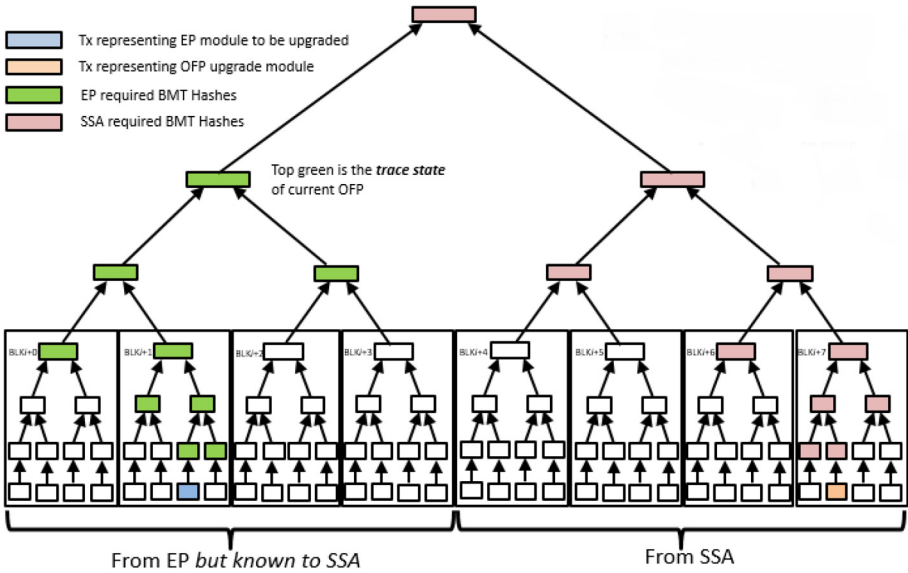 Tx representing EP module to be upgraded
Tx representing OFP upgrade module
EP required BMT Hashes
SSA required BMT Hashes
Top green is the trace state
of current OFP
BLKi+0
BLKi+1
BLKi+2
BLKi+3
BLKi+4
BLKi+5
BLKi+6
BLKi+7
From EP but known to SSA
From SSA